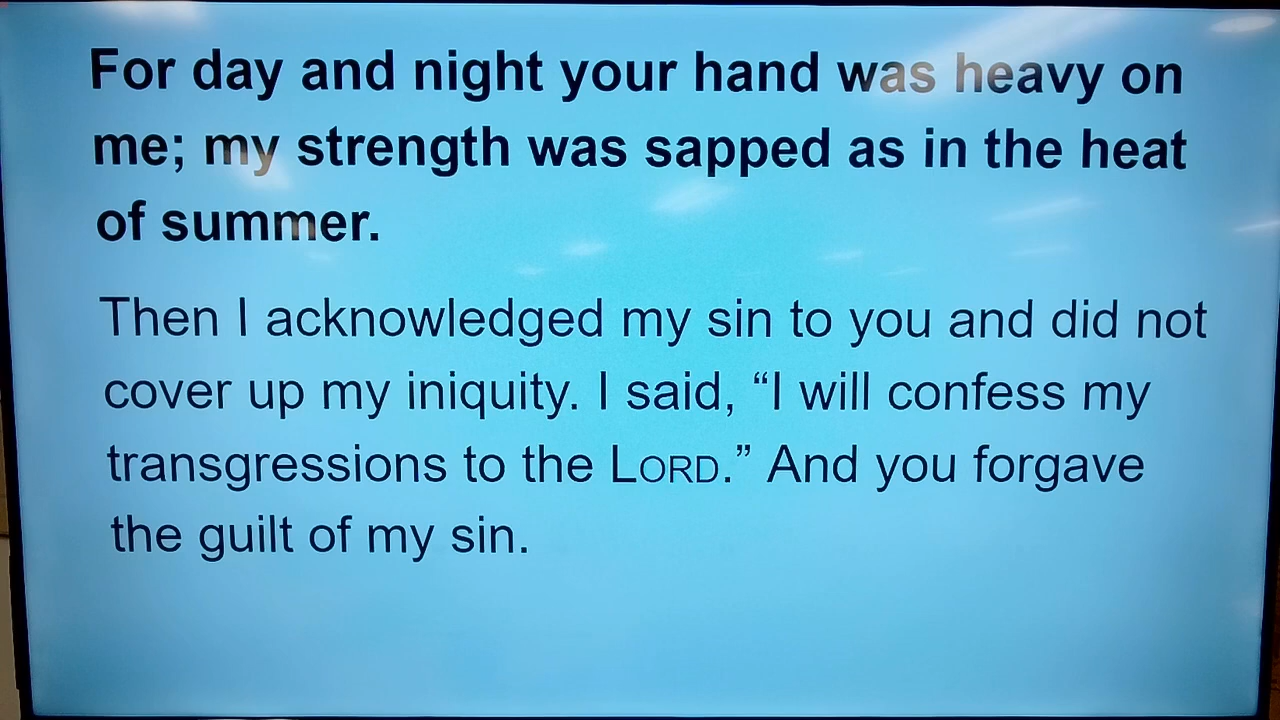 For day and night your hand was heavy on
me; my strength was sapped as in the heat
of summer.
Then I acknowledged my sin to you and did not
cover up my iniquity. I said, “I will confess my
transgressions to the LORD.” And you forgave
the guilt of my sin.